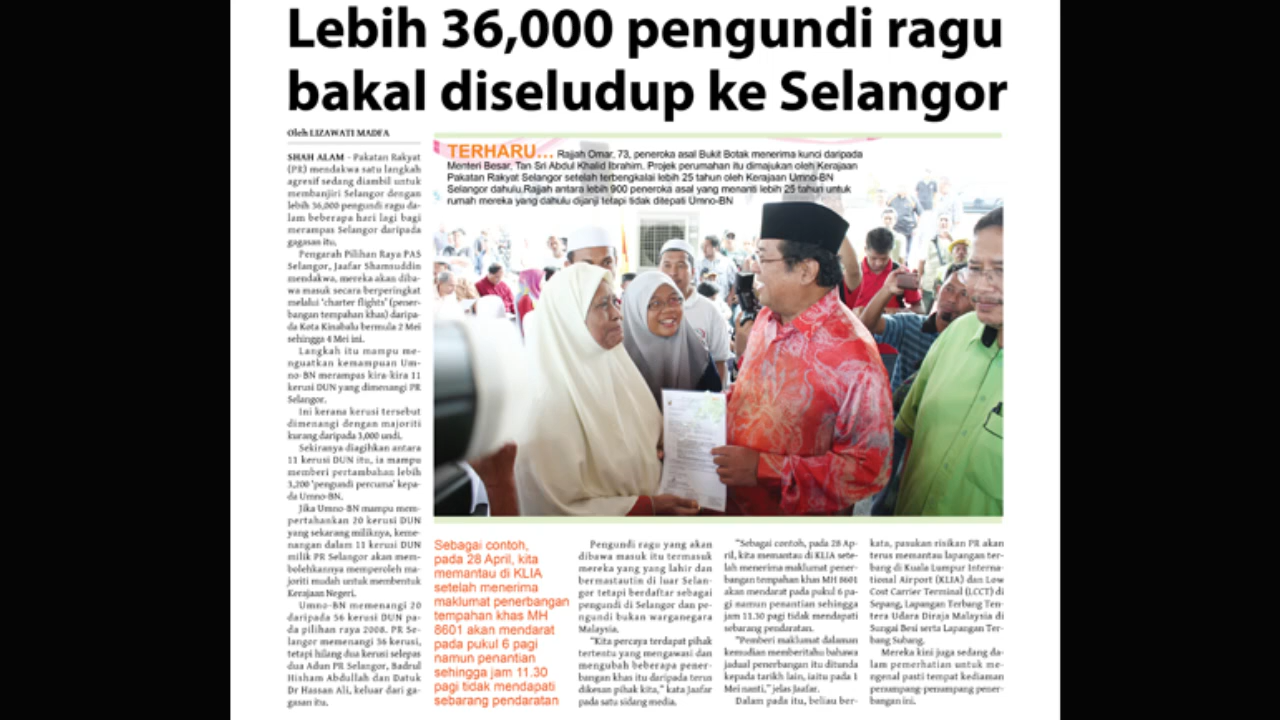 Lebih 36,000 pengundi ragu
bakal diseludup ke Selangor
Oleh LIZAWATI MADFA
SHAH ALAM - Pakatan Rakyat
(PR) mendakwa satu langkah
agresif sedang diambil untuk
membanjiri Selangor dengan
lebih 36,000 pengundi ragu da-
lam beberapa hari lagi bagi
merampas Selangor daripada
gagasan itu.
Pengarah Pilihan Raya PAS
Selangor, Jaafar Shamsuddin
mendakwa, mereka akan diba-
wa masuk secara berperingkat
melalui 'charter flights' (pener-
bangan tempahan khas) daripa-
da Kota Kinabalu bermula 2 Mei
sehingga 4 Mei ini.
Langkah itu mampu me-
nguatkan kemampuan Um-
no-BN merampas kira-kira 11
kerusi DUN yang dimenangi PR
Selangor.
Ini kerana kerusi tersebut
dimenangi dengan majoriti
kurang daripada 3,000 undi.
Sekiranya diagihkan antara
11 kerusi DUN itu, ia mampu
memberi pertambahan lebih
3,200 'pengundi percuma' kepa-
da Umno-BN.
Jika Umno-BN mampu mem-
pertahankan 20 kerusi DUN
yang sekarang miliknya, keme-
nangan dalam 11 kerusi DUN
milik PR Selangor akan mem-
bolehkannya memperoleh ma-
joriti mudah untuk membentuk
Kerajaan Negeri.
Umno-BN memenangi 20
daripada 56 kerusi DUN pa-
da pilihan raya 2008. PR Se-
langor memenangi 36 kerusi,
tetapi hilang dua kerusi selepas
dua Adun PR Selangor, Badrul
Hisham Abdullah dan Datuk
Dr Hassan Ali, keluar dari ga-
gasan itu.
TERHARU... Rajjah Omar, 73, peneroka asal Bukit Botak menerima kunci daripada
Menteri Besar, Tan Sri Abdul Khalid Ibrahim. Projek perumahan itu dimajukan oleh Kerajaan
Pakatan Rakyat Selangor setelah terbengkalai lebih 25 tahun oleh Kerajaan Umno-BN
Selangor dahulu.Rajjah antara lebih 900 peneroka asal yang menanti lebih 25 tahun untuk
rumah mereka yang dahulu dijanji tetapi tidak ditepati Umno-BN
Sebagai contoh,
pada 28 April, kita
memantau di KLIA
setelah menerima
maklumat penerbangan
tempahan khas MH
8601 akan mendarat
pada pukul 6 pagi
namun penantian
sehingga jam 11.30
pagi tidak mendapati
sebarang pendaratan
Pengundi ragu yang akan
dibawa masuk itu termasuk
mereka yang yang lahir dan
bermastautin di luar Selan-
gor tetapi berdaftar sebagai
pengundi di Selangor dan pe-
ngundi bukan warganegara
Malaysia.
"Kita percaya terdapat pihak
tertentu yang mengawasi dan
mengubah beberapa pener-
bangan khas itu daripada terus
dikesan pihak kita," kata Jaafar
pada satu sidang media.
"Sebagai contoh, pada 28 Ap-
ril, kita memantau di KLIA sete-
lah menerima maklumat pener-
bangan tempahan khas MH 8601
akan mendarat pada pukul 6 pa-
gi namun penantian sehingga
jam 11.30 pagi tidak mendapati
sebarang pendaratan.
"Pemberi maklumat dalaman
kemudian memberitahu bahawa
jadual penerbangan itu ditunda
kepada tarikh lain, iaitu pada 1
Mei nanti," jelas Jaafar.
Dalam pada itu, beliau ber-
kata, pasukan risikan PR akan
terus memantau lapangan ter-
bang di Kuala Lumpur Interna-
tional Airport (KLIA) dan Low
Cost Carrier Terminal (LCCT) di
Sepang, Lapangan Terbang Ten-
tera Udara Diraja Malaysia di
Sungai Besi serta Lapangan Ter-
bang Subang.
Mereka kini juga sedang da-
lam pemerhatian untuk me-
ngenal pasti tempat kediaman
penumpang-penumpang pener-
bangan ini.